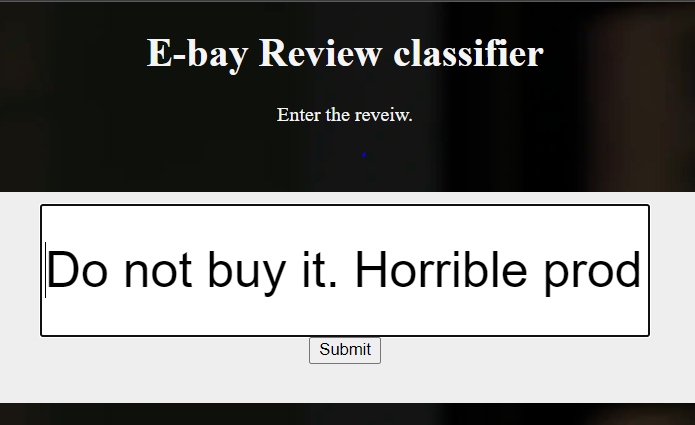 E-bay Review classifier
Enter the reveiw.
Do not buy it. Horrible prod
Submit